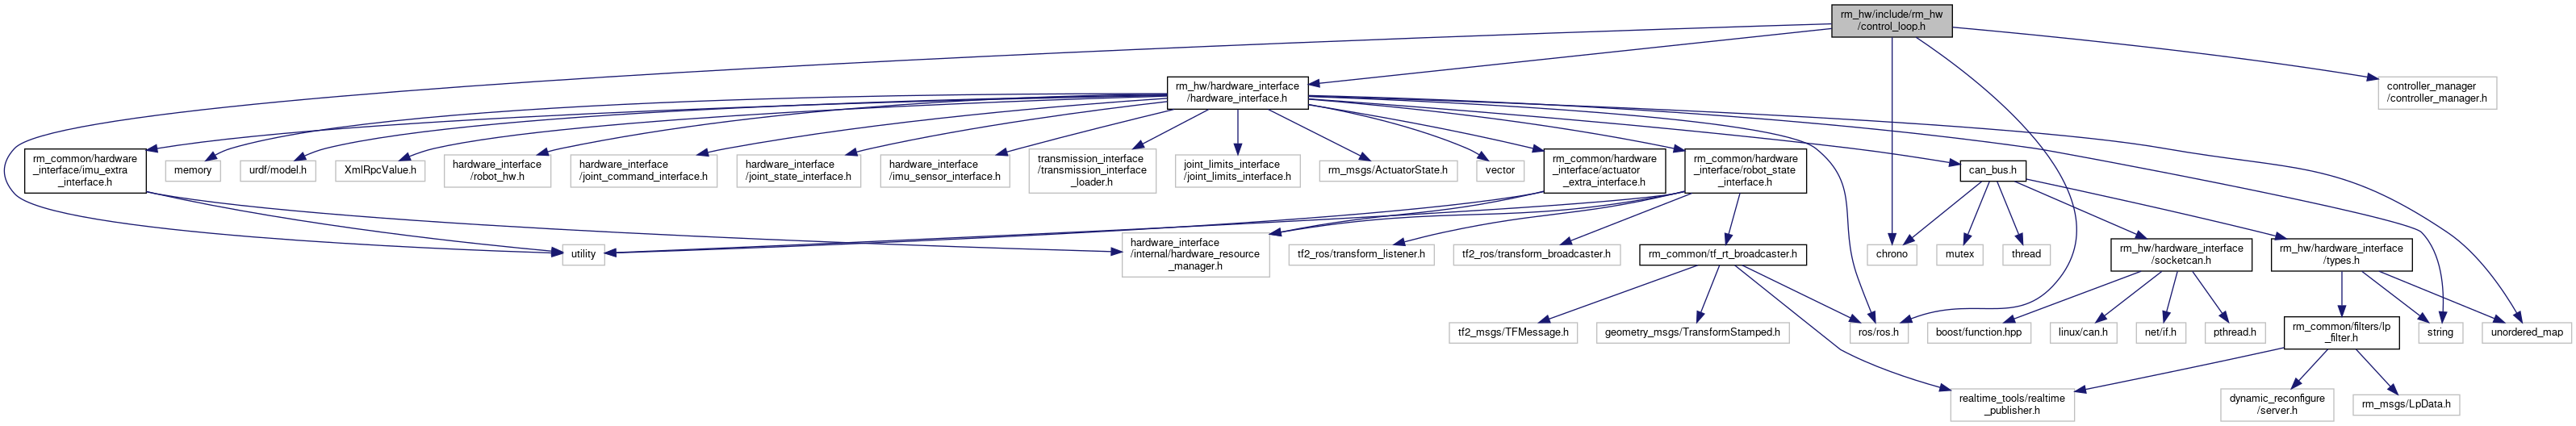 rm_hw/include/rm_hw
/control_loop.h
rm_hw/hardware_interface
/hardware_interface.h
controller_manager
/controller_manager.h
rm_common/hardware
_interface/imu_extra
_interface.h
memory
urdf/model.h
XmlRpcValue.h
hardware_interface
/robot_hw.h
hardware_interface
/joint_command_interface.h
hardware_interface
/joint_state_interface.h
hardware_interface
/imu_sensor_interface.h
transmission_interface
/transmission_interface
_loader.h
joint_limits_interface
/joint_limits_interface.h
rm_msgs/ActuatorState.h
vector
rm_common/hardware
_interface/actuator
_extra_interface.h
rm_common/hardware
_interface/robot_state
_interface.h
can_bus.h
utility
hardware_interface
/internal/hardware_resource
_manager.h
tf2_ros/transform_listener.h
tf2_ros/transform_broadcaster.h
rm_common/tf_rt_broadcaster.h
chrono
mutex
thread
rm_hw/hardware_interface
/socketcan.h
rm_hw/hardware_interface
/types.h
tf2_msgs/TFMessage.h
geometry_msgs/TransformStamped.h
ros/ros.h
boost/function.hpp
linux/can.h
net/if.h
pthread.h
rm_common/filters/lp
_filter.h
string
unordered_map
realtime_tools/realtime
_publisher.h
dynamic_reconfigure
/server.h
rm_msgs/LpData.h